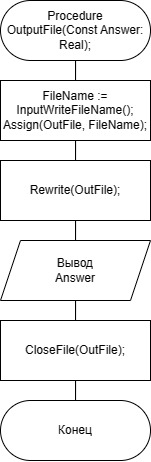 Procedure
OutputFile(Const Answer:
Real);
FileName :=
InputWriteFileName();
Assign(OutFile, FileName);
Rewrite(OutFile);
Вывод
Answer
CloseFile(OutFile);
Конец